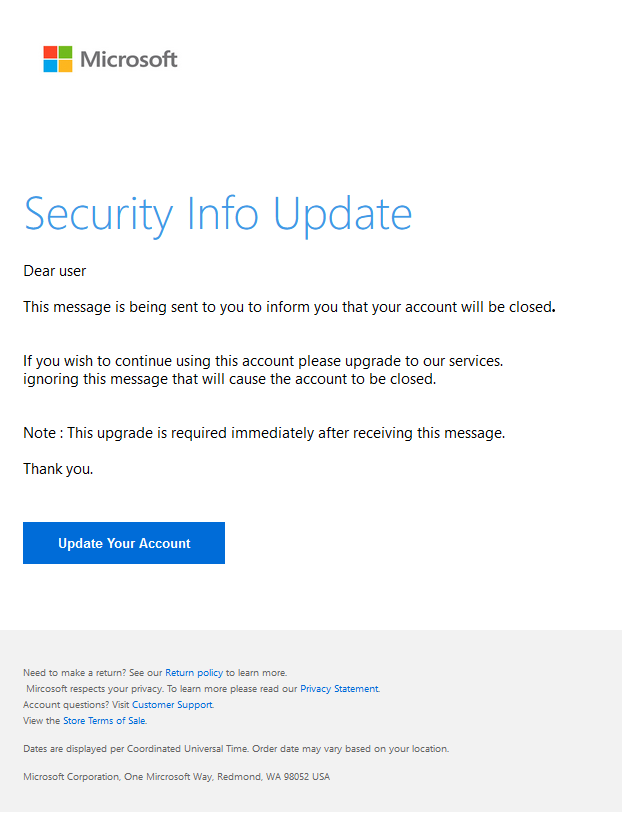 Microsoft
Security Info Update
Dear user
This message is being sent to you to inform you that your account will be closed.
If you wish to continue using this account please upgrade to our services.
ignoring this message that will cause the account to be closed.
Note : This upgrade is required immediately after receiving this message.
Thank you.
Update Your Account
Need to make a return? See our Return policy to learn more.
Mircosoft respects your privacy. To learn more please read our Privacy Statement.
Account questions? Visit Customer Support.
View the Store Terms of Sale.
Dates are displayed per Coordinated Universal Time. Order date may vary based on your location.
Microsoft Corporation, One Mircrosoft Way, Redmond, WA 98052 USA